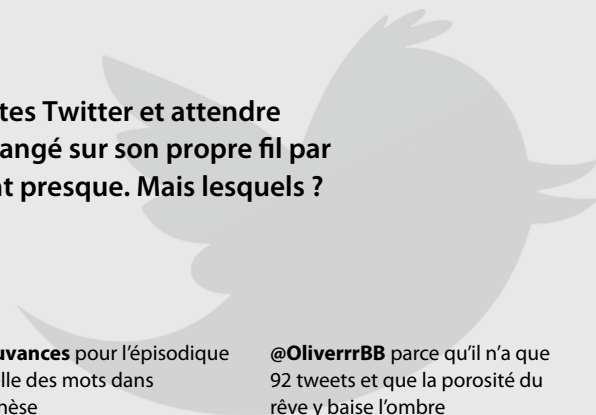 tes Twitter et attendre
angé sur son propre fil par
t presque. Mais lesquels ?
uvances pour l'épisodique
lle des mots dans
hèse
@OliverrrBB parce qu'il n'a que
92 tweets et que la porosité du
rêve y baise l'ombre